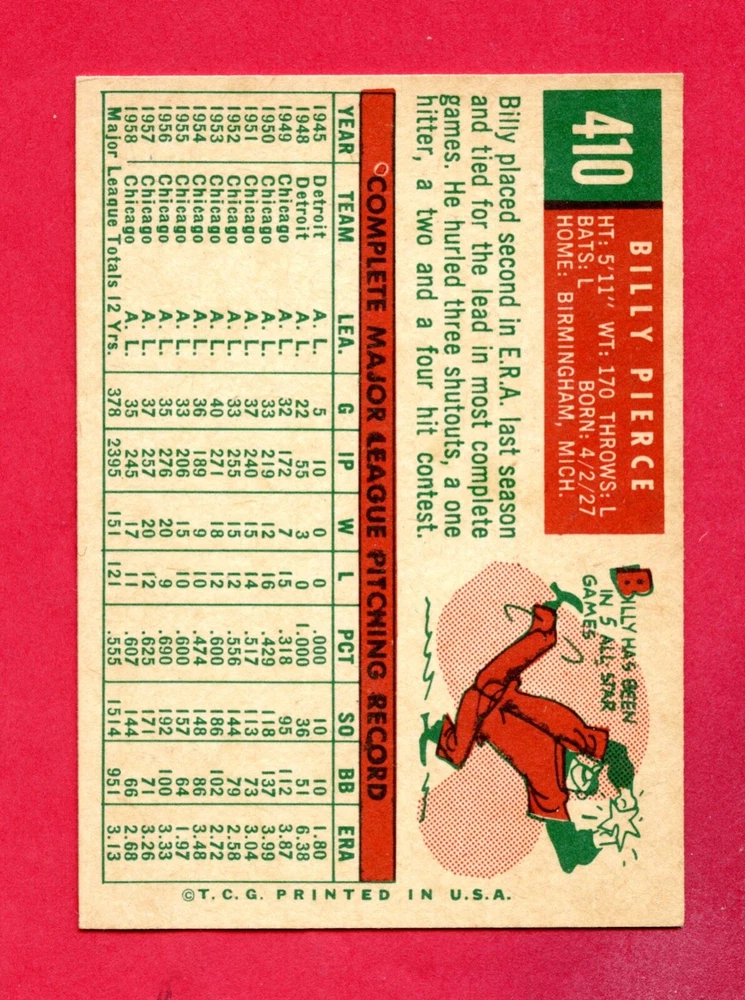 410
BILLY PIERCE
HT: 5'11" WT: 170 THROWS: L
BATS: L BORN: 4/2/27
HOME: BIRMINGHAM, MICH.
Billy placed second in E.R.A. last season
and tied for the lead in most complete
games. He hurled three shutouts, a one
hitter, a two and a four hit contest.
BILLY HAS BEEN
IN 5 ALL STAR
GAMES
COMPLETE MAJOR LEAGUE PITCHING RECORD
YEAR TEAM LEA. G IP W L PCT SO BB ERA
1945 Detroit A. L. 5 10 0 0 .000 10 10 1.80
1948 Detroit A. L. 22 55 3 0 1.000 36 51 6.38
1949 Chicago A. L. 32 172 7 15 .318 95 112 3.87
1950 Chicago A. L. 33 219 12 16 .429 118 137 3.99
1951 Chicago A. L. 37 240 15 14 .517 113 73 3.04
1952 Chicago A. L. 33 255 15 12 .556 144 79 2.58
1953 Chicago A. L. 40 271 18 12 .600 186 102 2.72
1954 Chicago A. L. 36 189 9 10 .474 148 86 3.48
1955 Chicago A. L. 33 206 15 10 .600 157 64 1.97
1956 Chicago A. L. 35 276 20 9 .690 192 100 3.33
1957 Chicago A. L. 37 257 20 12 .625 171 71 3.26
1958 Chicago A. L. 35 245 17 11 .607 144 66 2.68
Major League Totals 12 Yrs. 378 2395 151 121 .555 1514 951 3.13
©T.C.G. PRINTED IN U.S.A.